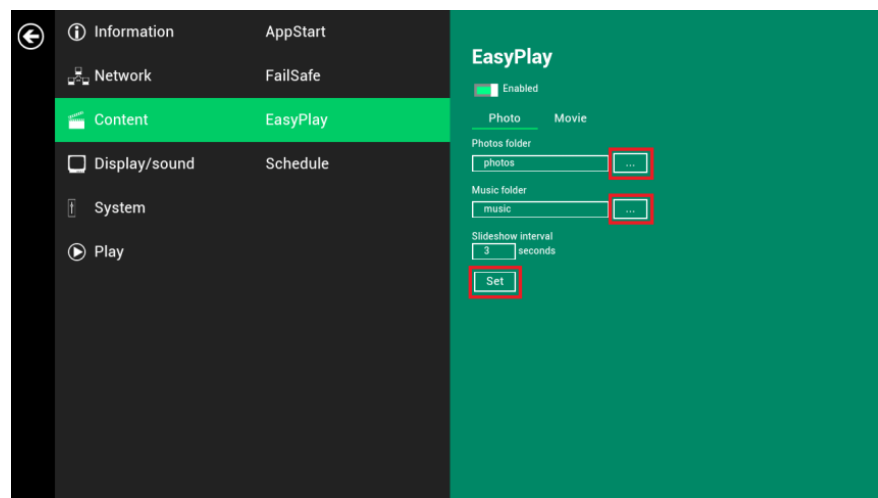 Information
Network
Content
Display/sound
System
Play
AppStart
FailSafe
EasyPlay
Schedule
EasyPlay
Enabled
Photo Movie
Photos folder
photos ...
Music folder
music ...
Slideshow interval
3 seconds
Set